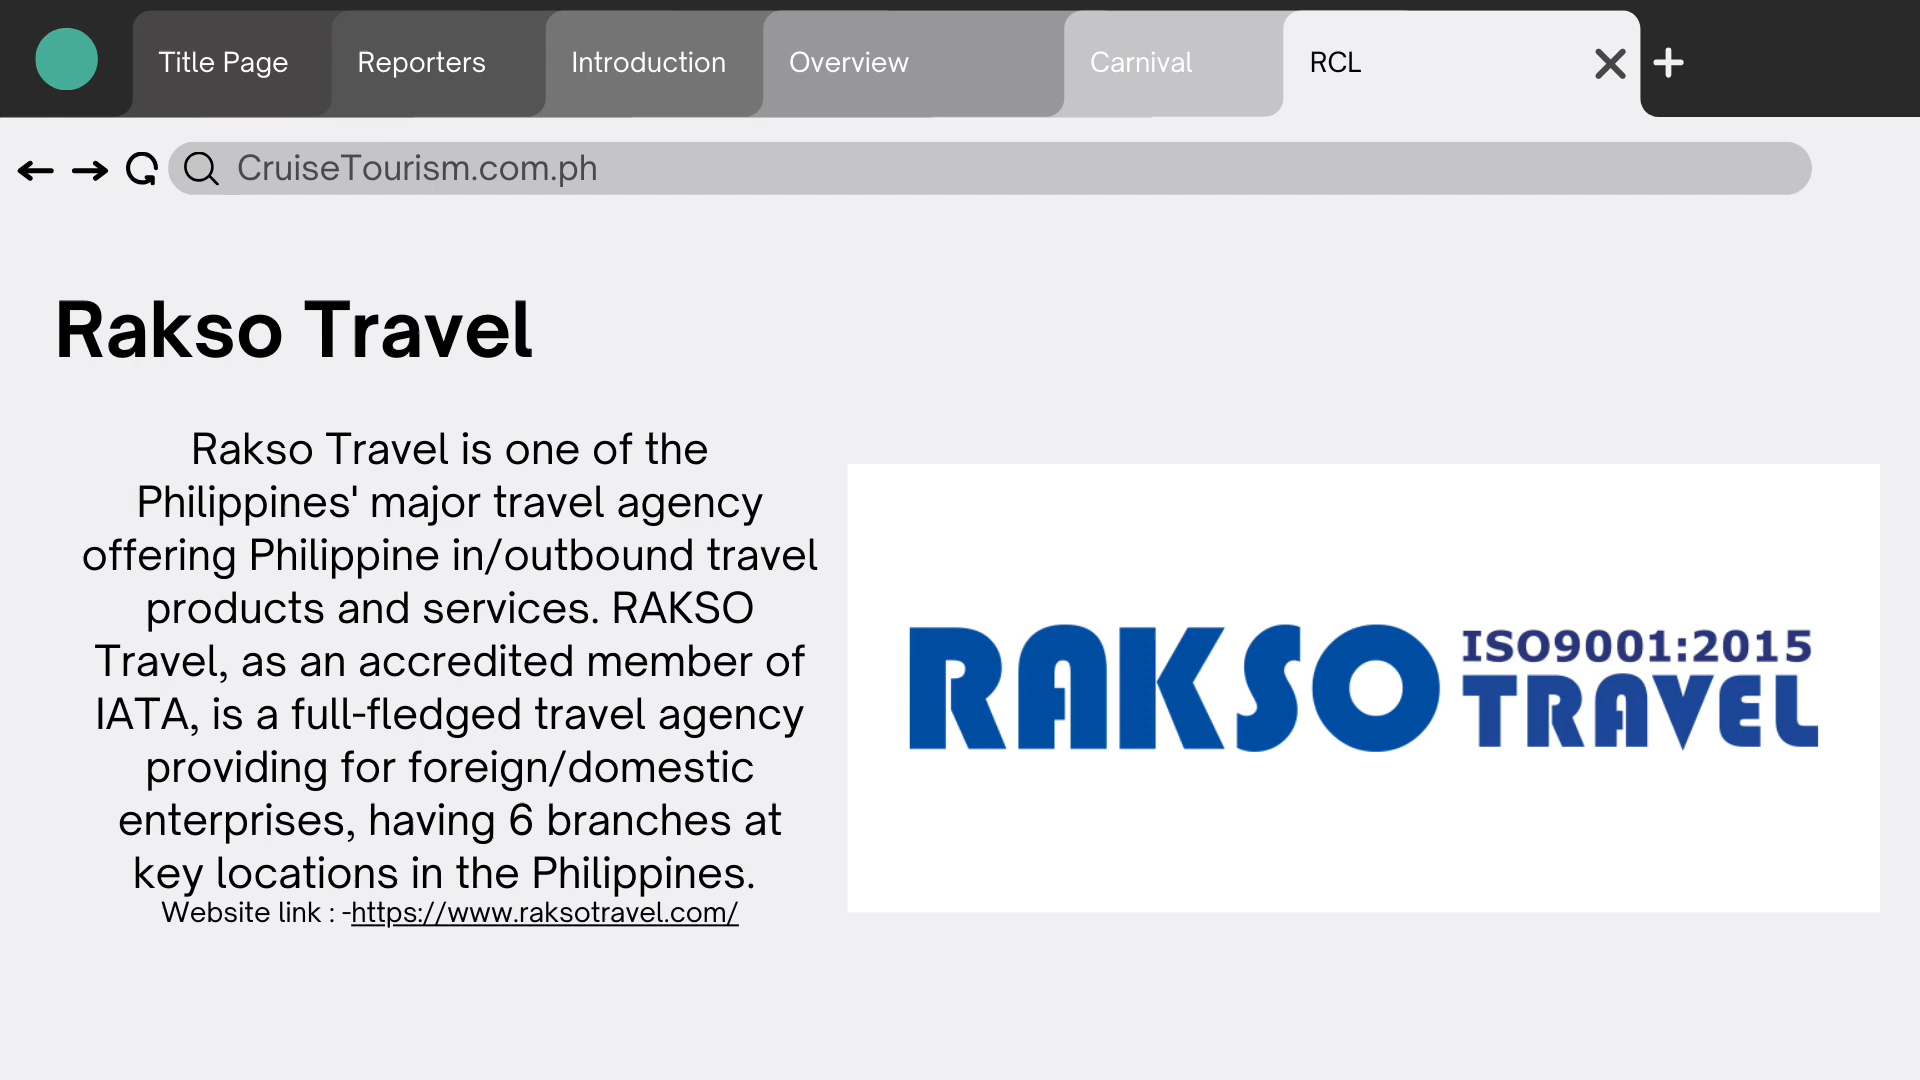 Title Page
Reporters
Introduction
Overview
Carnival
RCL
CruiseTourism.com.ph
Rakso Travel
Rakso Travel is one of the
Philippines' major travel agency
offering Philippine in/outbound travel
products and services. RAKSO
Travel, as an accredited member of
IATA, is a full-fledged travel agency
providing for foreign/domestic
enterprises, having 6 branches at
key locations in the Philippines.
Website link : -https://www.raksotravel.com/
RAKSO
ISO9001:2015
TRAVEL